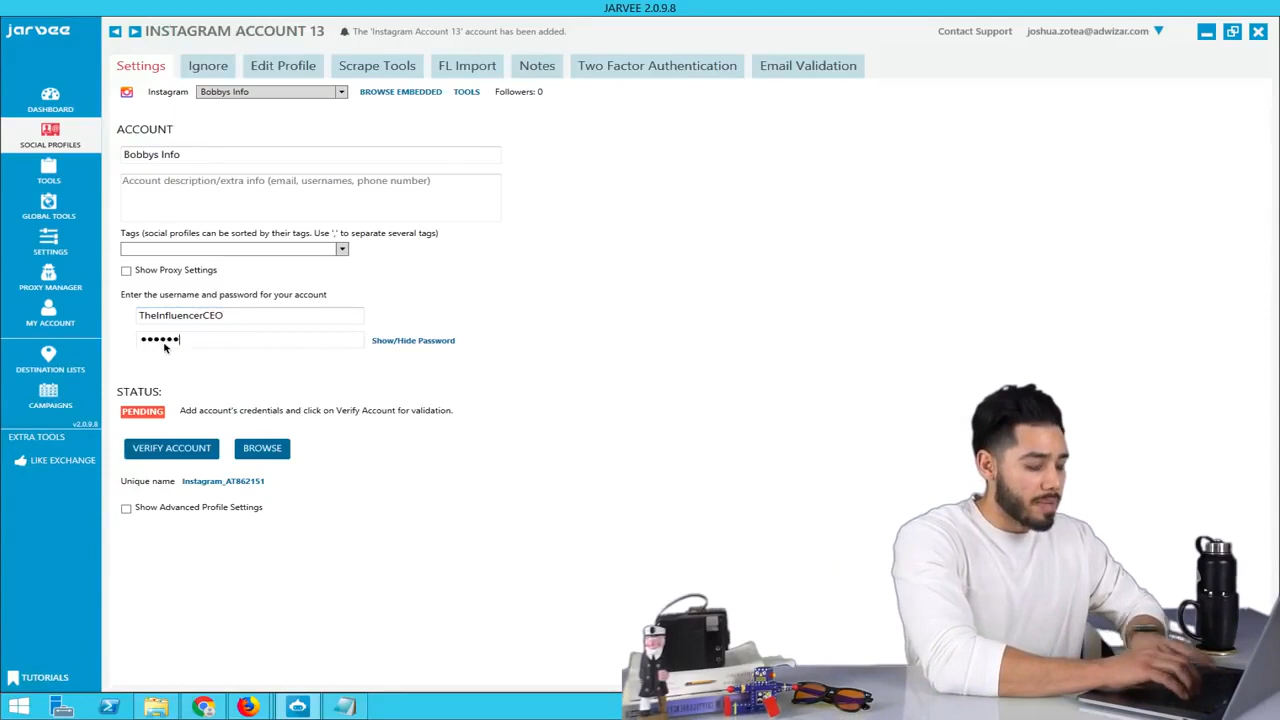 JARVEE 2.0.9.8
jarvee
INSTAGRAM ACCOUNT 13
The 'Instagram Account 13' account has been added.
Contact Support
joshua.zotea@adwizar.com
Settings
Ignore
Edit Profile
Scrape Tools
FL Import
Notes
Two Factor Authentication
Email Validation
Instagram
Bobbys Info
BROWSE EMBEDDED
TOOLS
Followers: 0
DASHBOARD
SOCIAL PROFILES
TOOLS
GLOBAL TOOLS
SETTINGS
PROXY MANAGER
MY ACCOUNT
DESTINATION LISTS
CAMPAIGNS
v2.0.9.8
EXTRA TOOLS
LIKE EXCHANGE
TUTORIALS
ACCOUNT
Bobbys Info
Account description/extra info (email, usernames, phone number)
Tags (social profiles can be sorted by their tags. Use ',' to separate several tags)
Show Proxy Settings
Enter the username and password for your account
TheInfluencerCEO
••••••
Show/Hide Password
STATUS:
PENDING
Add account's credentials and click on Verify Account for validation.
VERIFY ACCOUNT
BROWSE
Unique name
Instagram_AT862151
Show Advanced Profile Settings